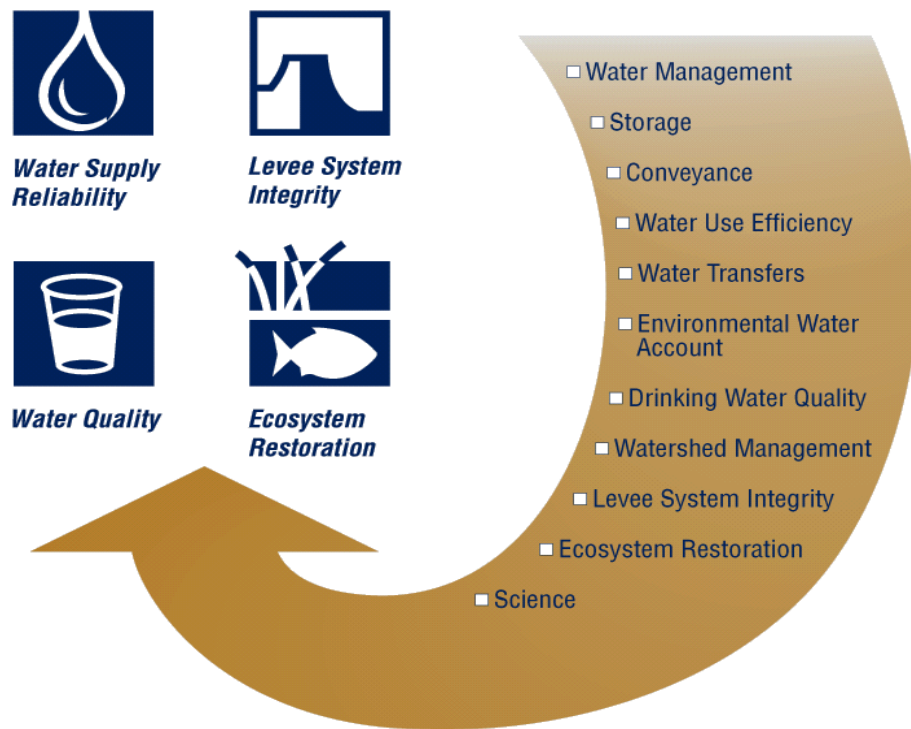 Water Supply
Reliability
Levee System
Integrity
Water Quality
Ecosystem
Restoration
Water Management
Storage
Conveyance
Water Use Efficiency
Water Transfers
Environmental Water
Account
Drinking Water Quality
Watershed Management
Levee System Integrity
Ecosystem Restoration
Science